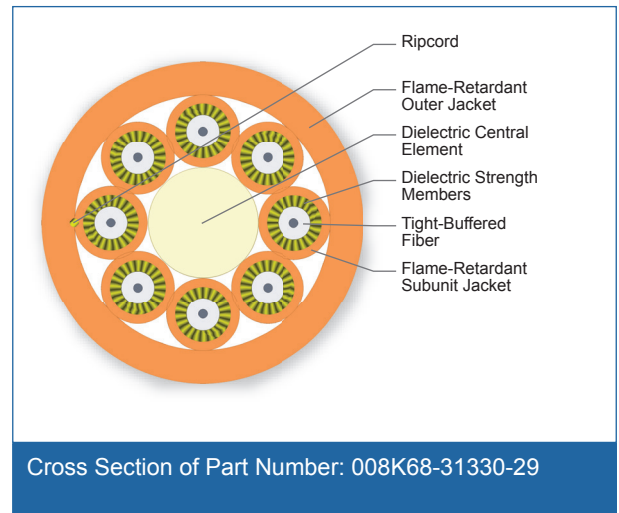 Ripcord
Flame-Retardant
Outer Jacket
Dielectric Central
Element
Dielectric Strength
Members
Tight-Buffered
Fiber
Flame-Retardant
Subunit Jacket
Cross Section of Part Number: 008K68-31330-29